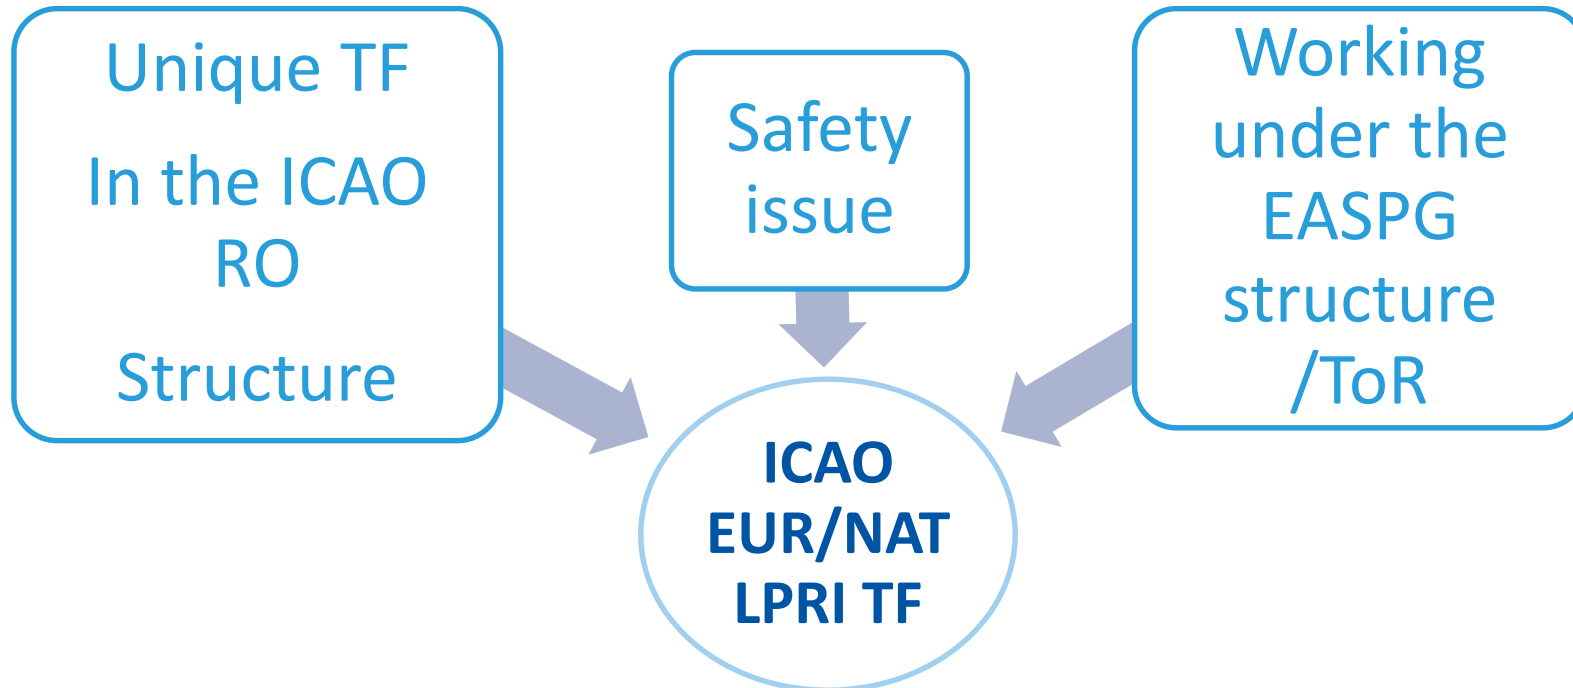 Unique TF
In the ICAO
RO
Structure
Safety
issue
Working
under the
EASPG
structure
/ToR
ICAO
EUR/NAT
LPRI TF